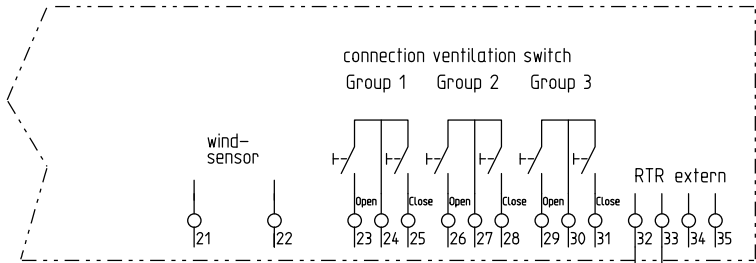 connection ventilation switch
Group 1 Group 2 Group 3
wind-
sensor
RTR extern
Open Close Open Close Open Close
21 22 23 24 25 26 27 28 29 30 31 32 33 34 35